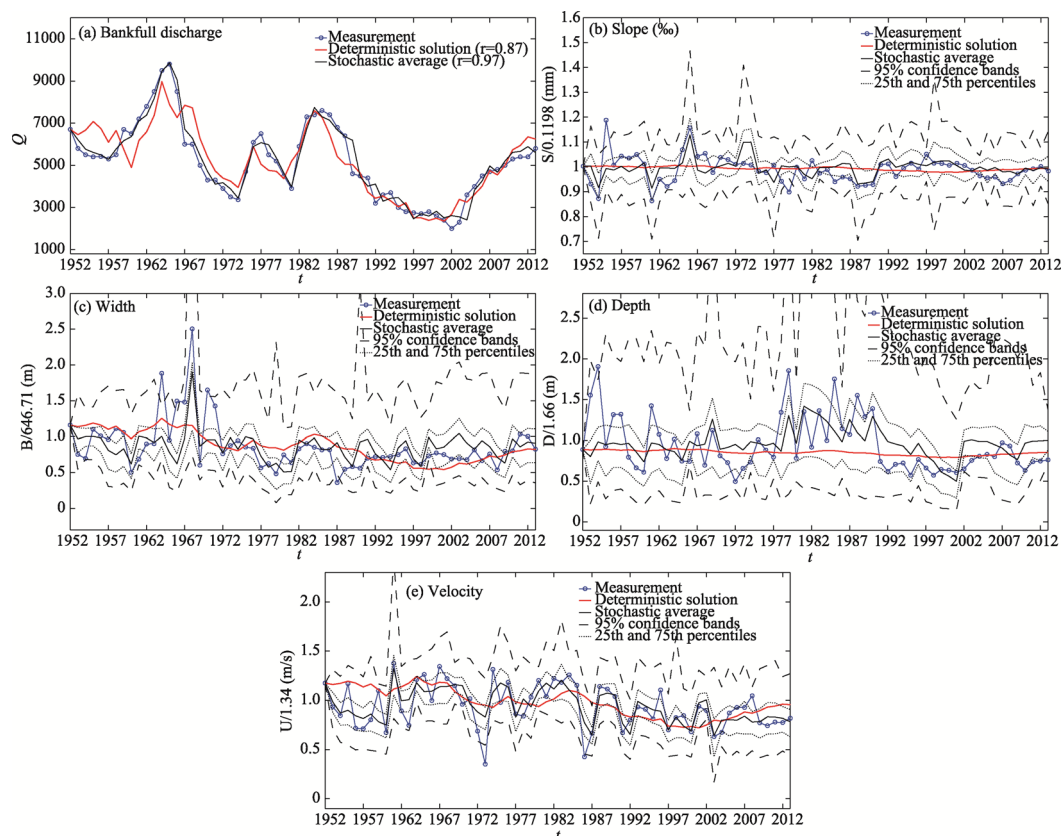 (a) Bankfull discharge
Measurement
Deterministic solution (r=0.87)
Stochastic average (r=0.97)
11000
9000
7000
5000
3000
1000
Q
1952 1957 1962 1967 1972 1977 1982 1987 1992 1997 2002 2007 2012
t
(b) Slope (‰)
Measurement
Deterministic solution
Stochastic average
95% confidence bands
25th and 75th percentiles
1.6
1.5
1.4
1.3
1.2
1.1
1.0
0.9
0.8
0.7
S/0.1198 (mm)
1952 1957 1962 1967 1972 1977 1982 1987 1992 1997 2002 2007 2012
t
(c) Width
Measurement
Deterministic solution
Stochastic average
95% confidence bands
25th and 75th percentiles
3.0
2.5
2.0
1.5
1.0
0.5
0
B/646.71 (m)
1952 1957 1962 1967 1972 1977 1982 1987 1992 1997 2002 2007 2012
t
(d) Depth
Measurement
Deterministic solution
Stochastic average
95% confidence bands
25th and 75th percentiles
2.5
2.0
1.5
1.0
0.5
0
D/1.66 (m)
1952 1957 1962 1967 1972 1977 1982 1987 1992 1997 2002 2007 2012
t
(e) Velocity
Measurement
Deterministic solution
Stochastic average
95% confidence bands
25th and 75th percentiles
2.0
1.5
1.0
0.5
0
U/1.34 (m/s)
1952 1957 1962 1967 1972 1977 1982 1987 1992 1997 2002 2007 2012
t